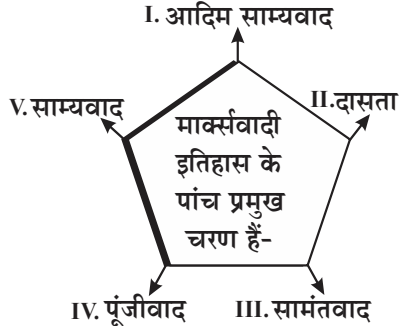 I. आदिम साम्यवाद
V. साम्यवाद
II.दासता
मार्क्सवादी
इतिहास के
पांच प्रमुख
चरण हैं-
IV. पूंजीवाद
III. सामंतवाद